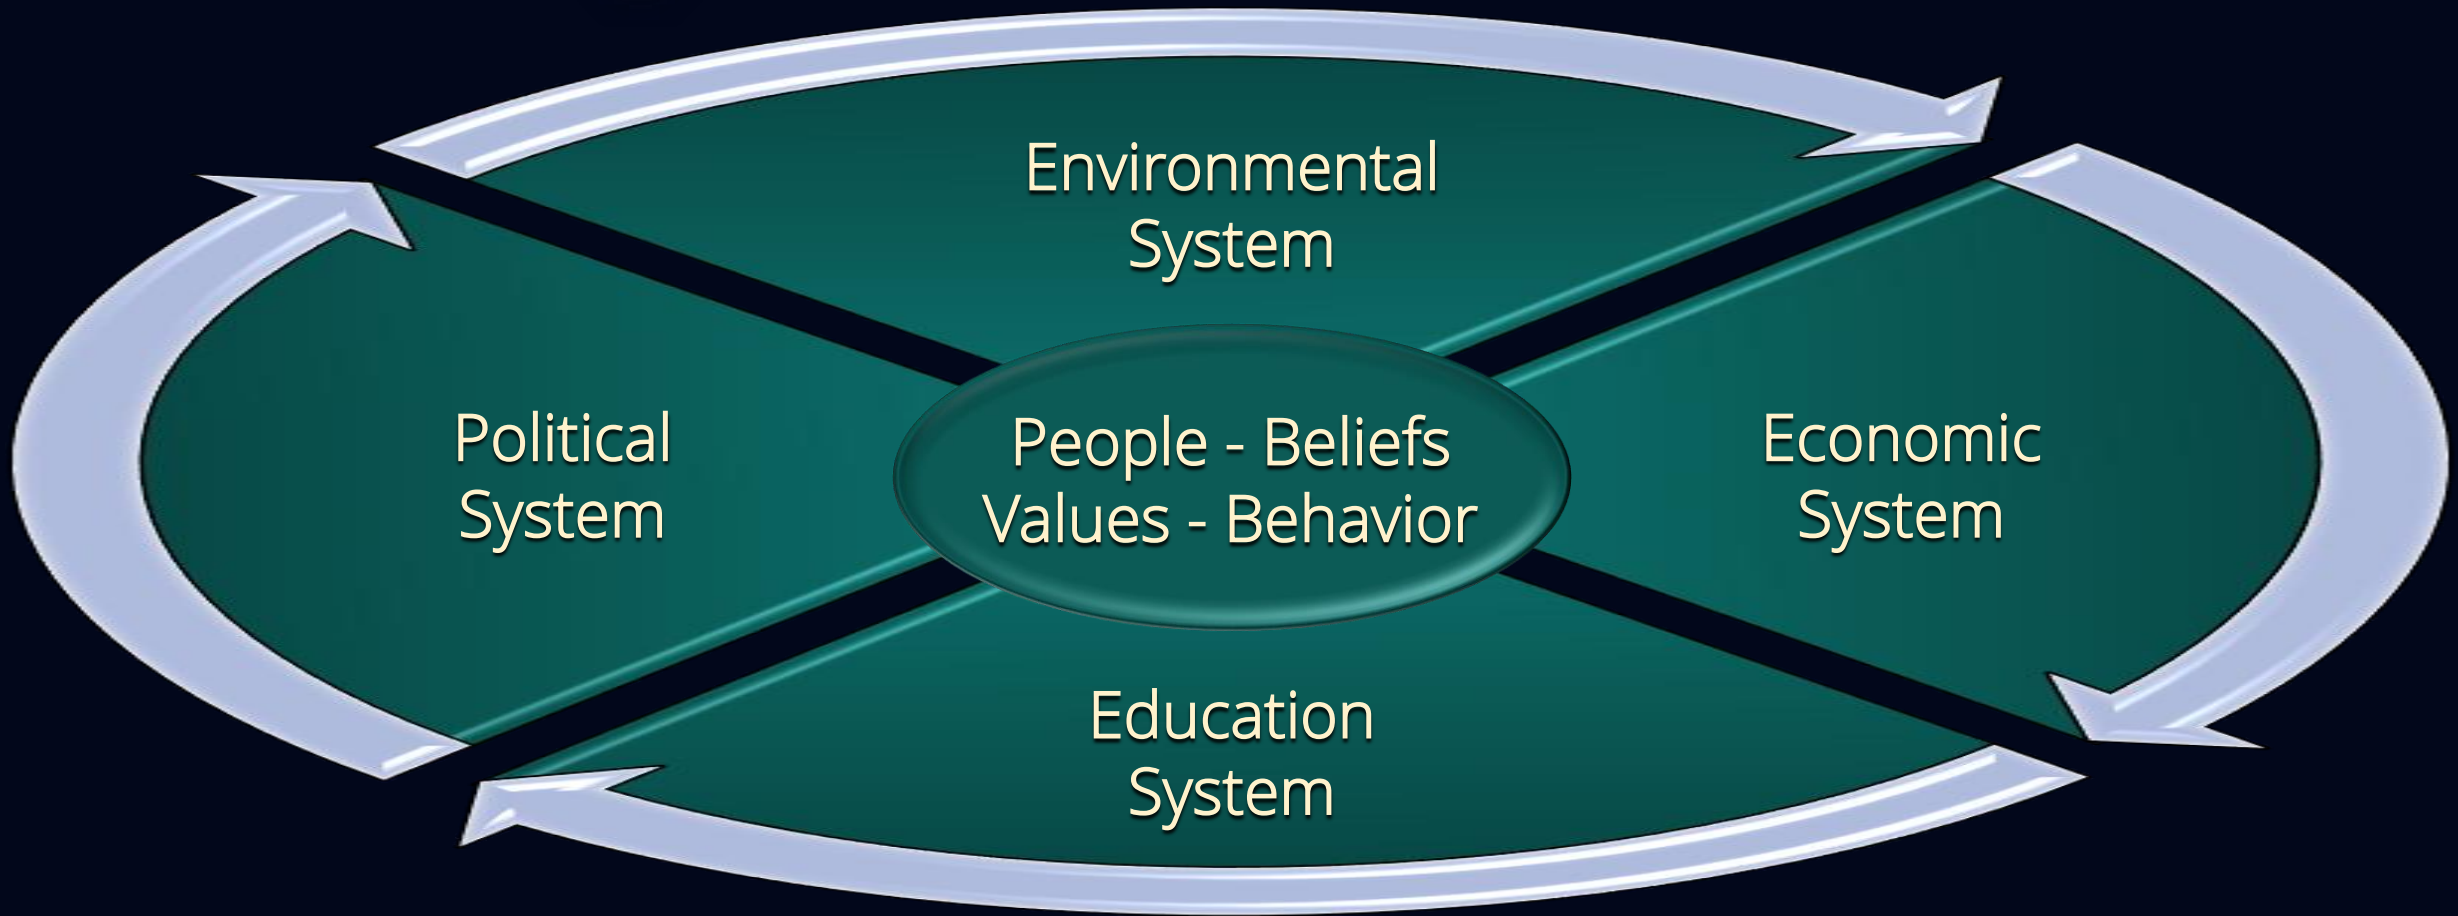 Environmental
System
Political
System
People - Beliefs
Values - Behavior
Economic
System
Education
System